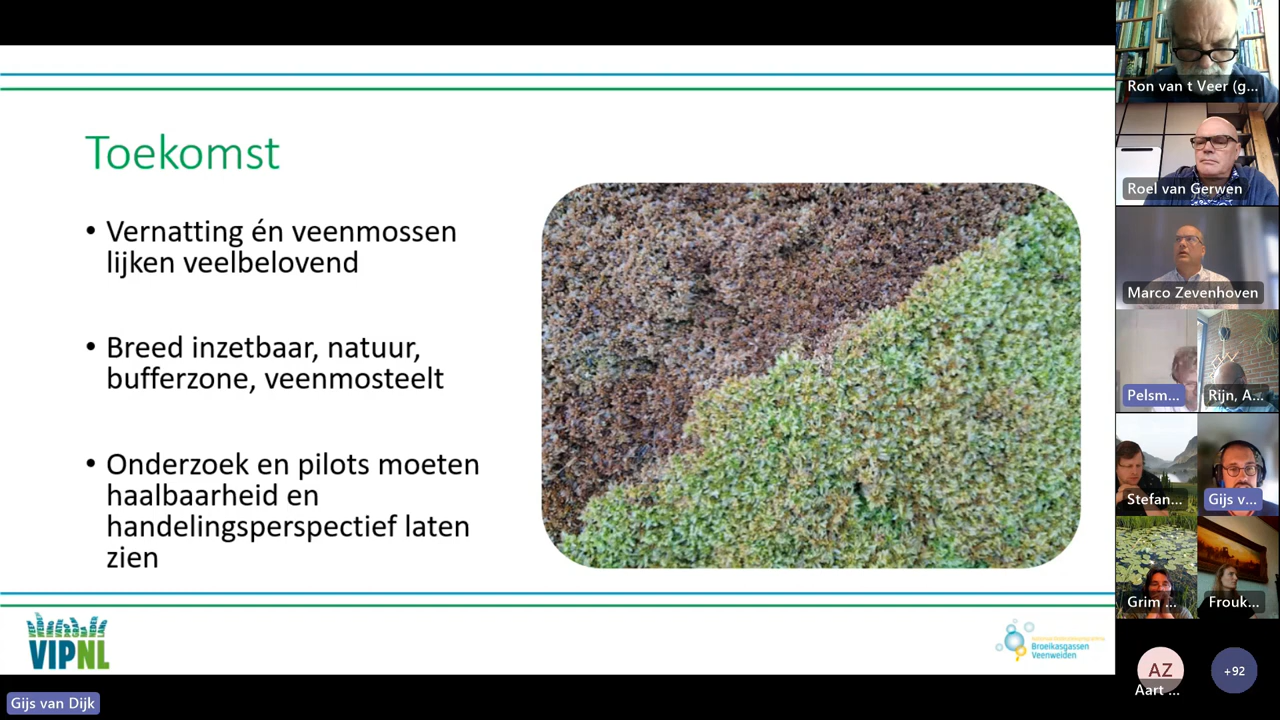 Toekomst
• Vernatting én veenmossen
lijken veelbelovend
• Breed inzetbaar, natuur,
bufferzone, veenmosteelt
• Onderzoek en pilots moeten
haalbaarheid en
handelingsperspectief laten
zien
VIPNL
Broeikasgassen
Veenweiden
Gijs van Dijk
Ron van t Veer (g...
Roel van Gerwen
Marco Zevenhoven
Pelsm...
Rijn, A...
Stefan...
Gijs v...
Grim ...
Frouk...
AZ
Aart ...
+92